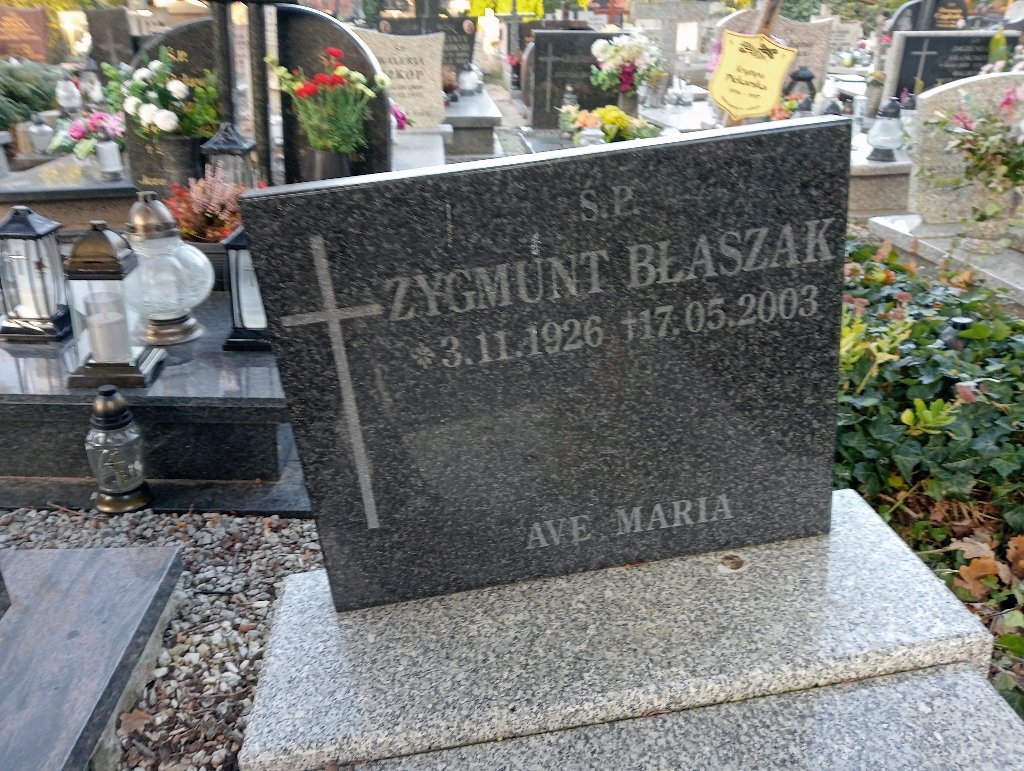 Ś.P.
ZYGMUNT BŁASZAK
* 3.11.1926 †17.05.2003
AVE MARIA